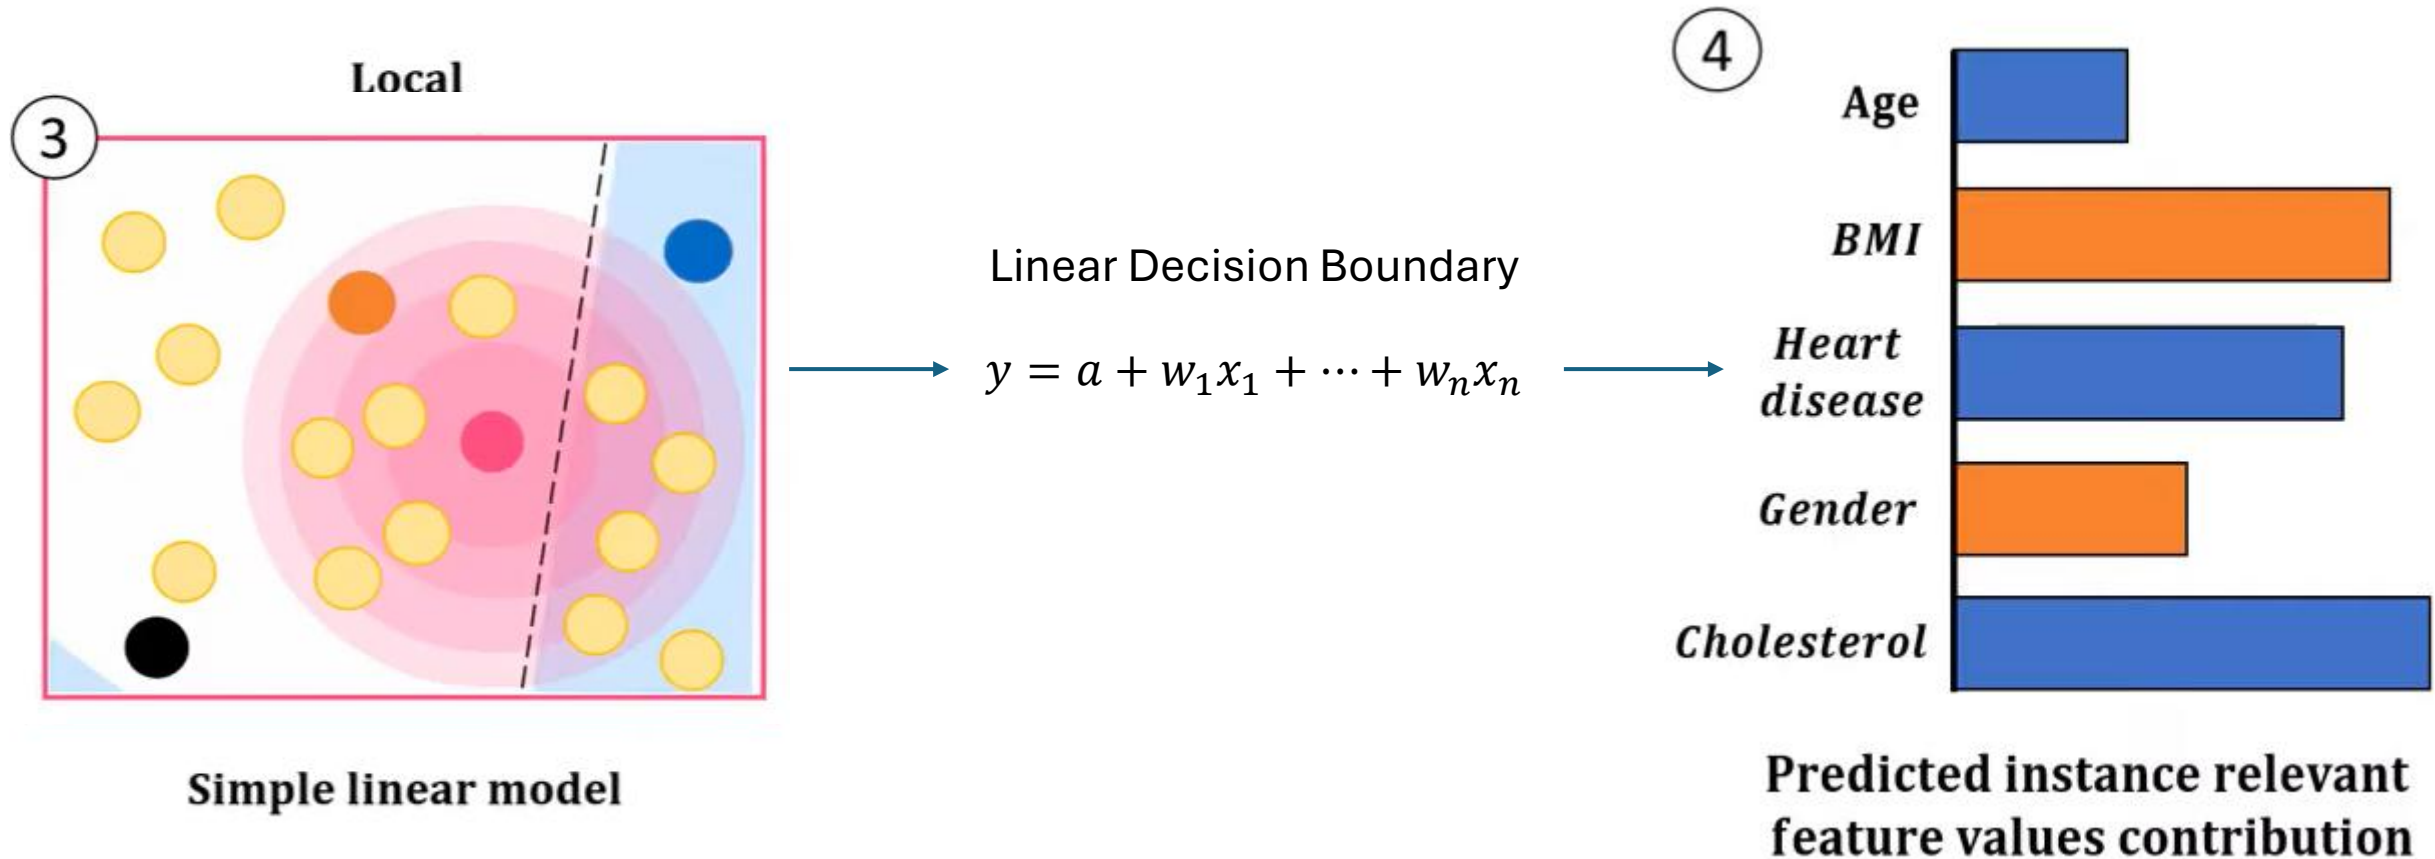 Local
3
Simple linear model
Linear Decision Boundary
y = a + w₁x₁ + ⋯ + wₙxₙ
4
Age
BMI
Heart
disease
Gender
Cholesterol
Predicted instance relevant
feature values contribution